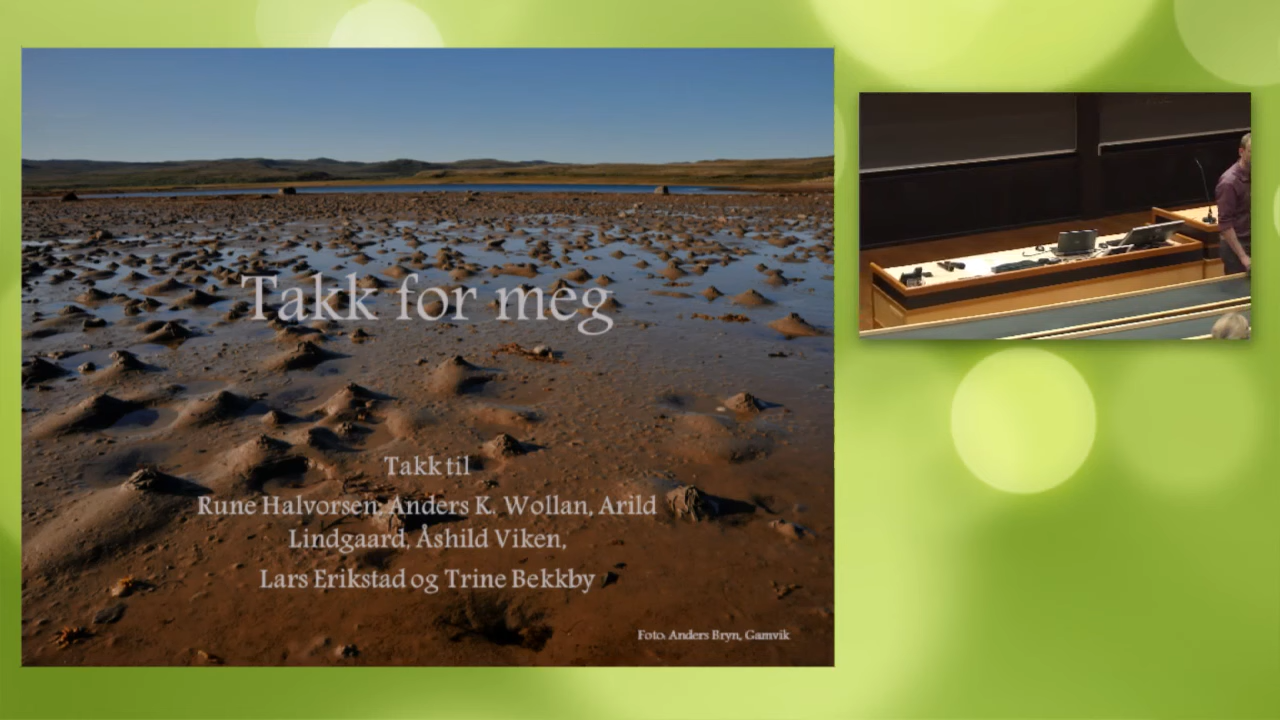 Takk for meg
Takk til
Rune Halvorsen, Anders K. Wollan, Arild
Lindgaard, Åshild Viken,
Lars Erikstad og Trine Bekkby
Foto: Anders Bryn, Gamvik